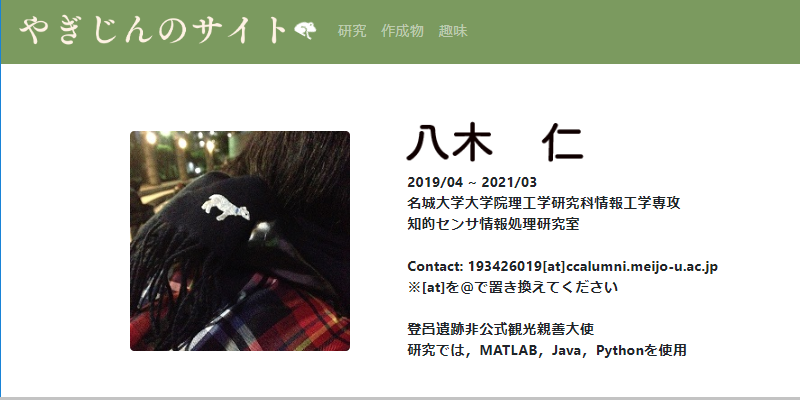 やぎじんのサイト
研究 作成物 趣味
八木 仁
2019/04 ~ 2021/03
名城大学大学院理工学研究科情報工学専攻
知的センサ情報処理研究室
Contact: 193426019[at]ccalumni.meijo-u.ac.jp
※[at]を@で置き換えてください
登呂遺跡非公式観光親善大使
研究では，MATLAB，Java，Pythonを使用